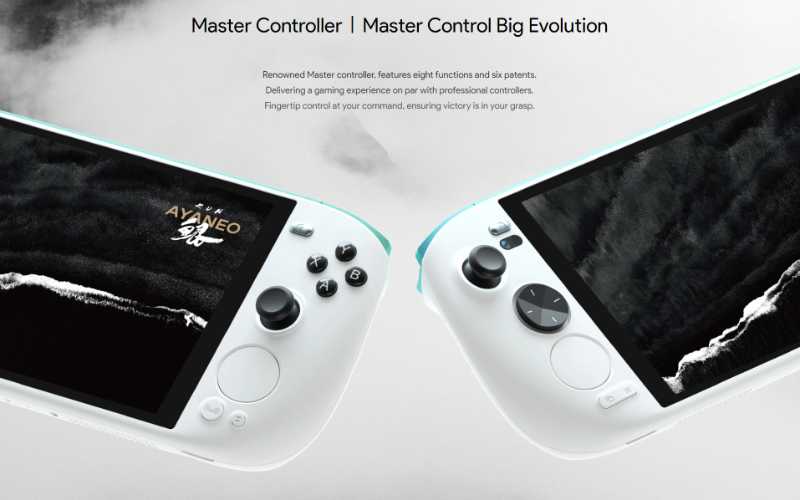 Master Controller | Master Control Big Evolution
Renowned Master controller, features eight functions and six patents.
Delivering a gaming experience on par with professional controllers.
Fingertip control at your command, ensuring victory is in your grasp.
AYANEO
鲲
X
Y
A
B